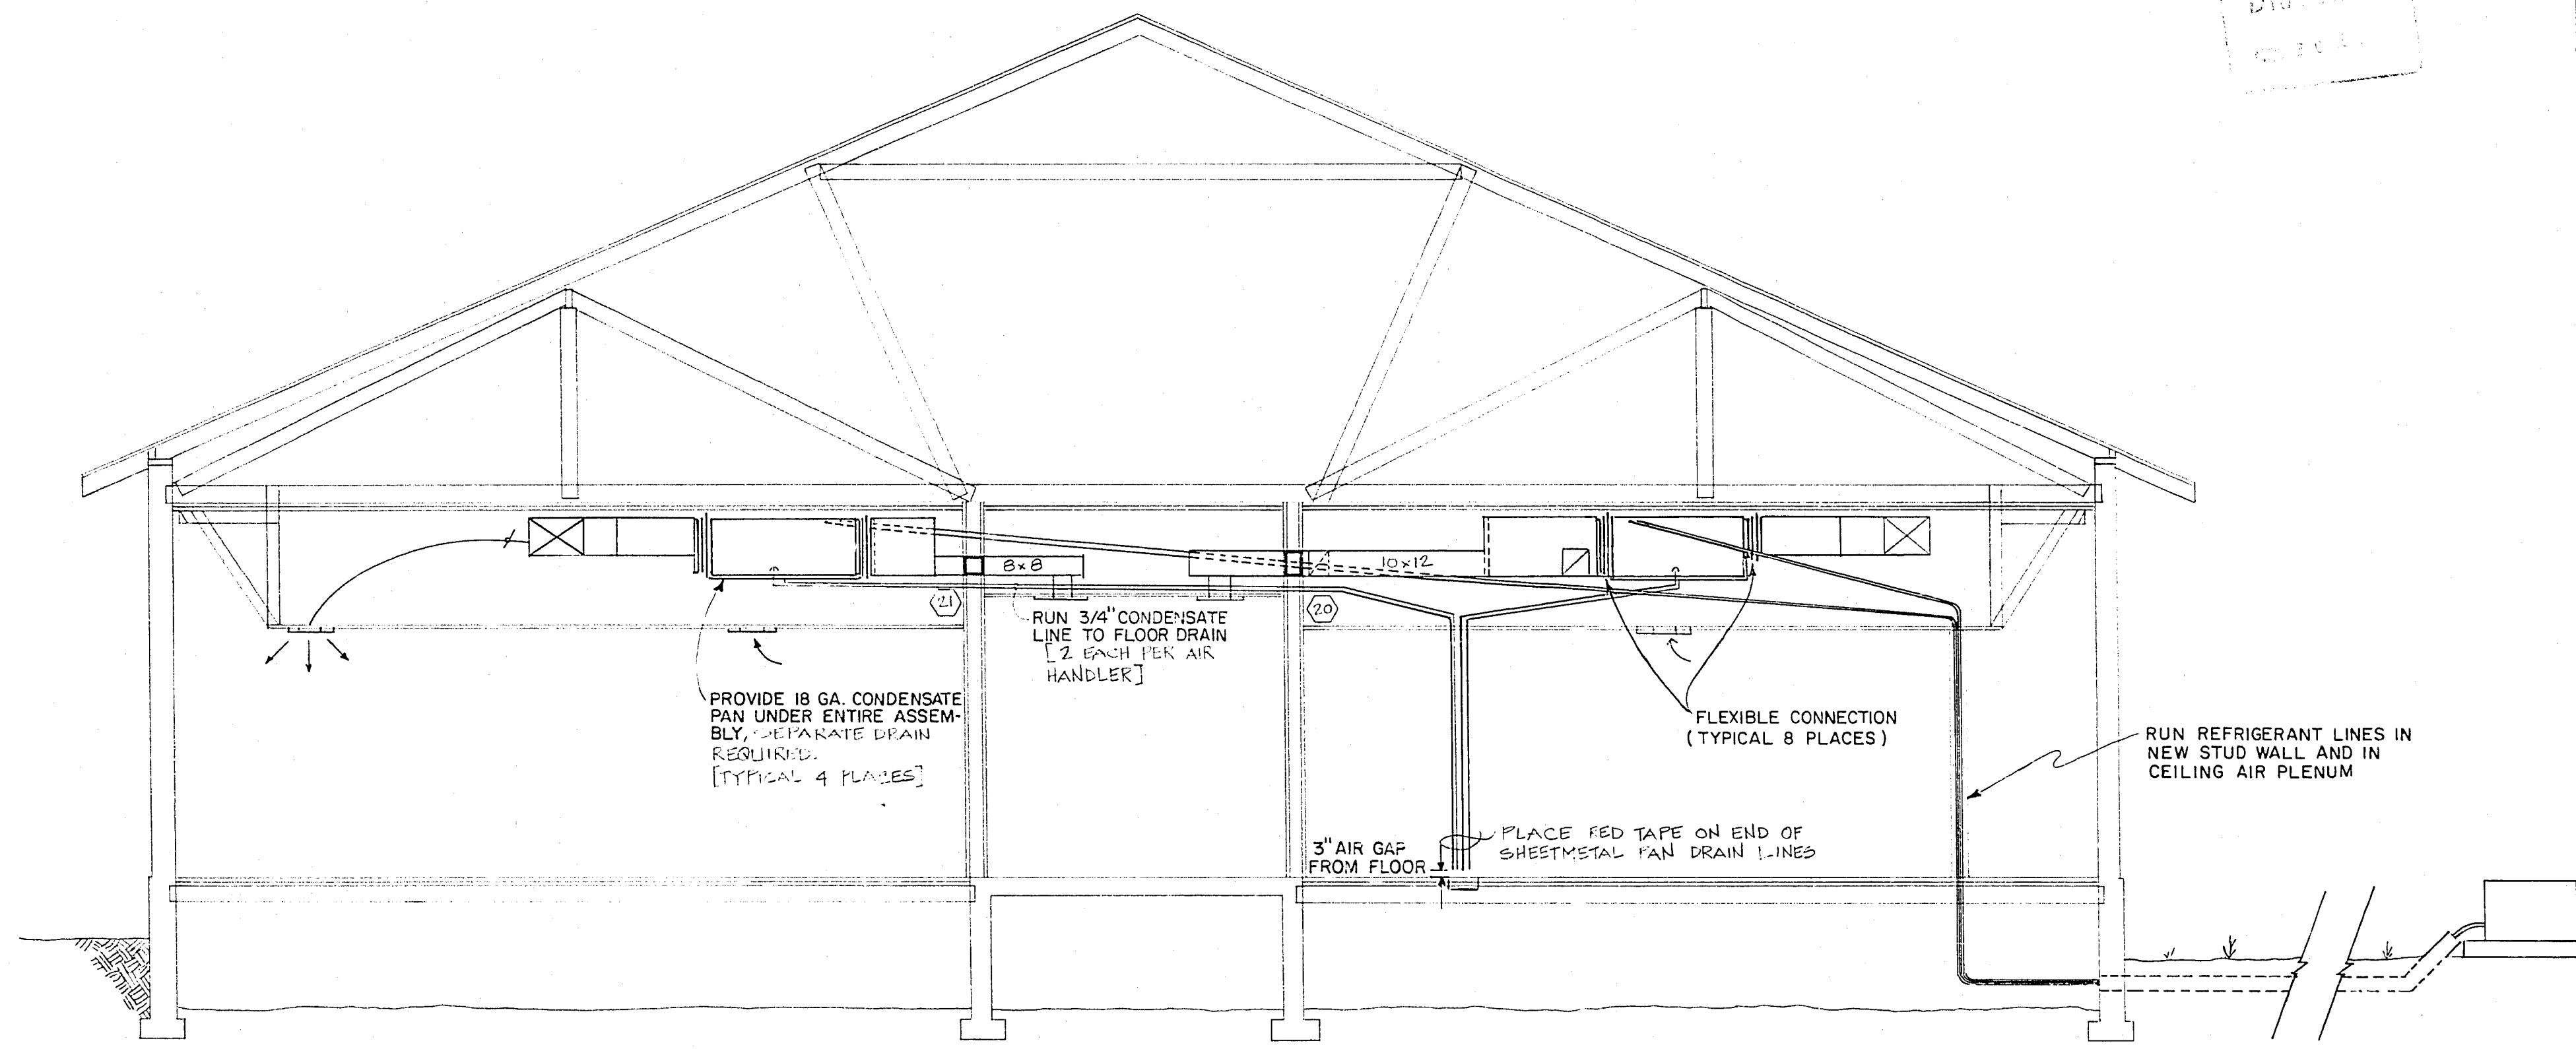 8x8
10x12
21
20
RUN 3/4" CONDENSATE
LINE TO FLOOR DRAIN
[2 EACH PER AIR
HANDLER]
PROVIDE 18 GA. CONDENSATE
PAN UNDER ENTIRE ASSEM-
BLY, SEPARATE DRAIN
REQUIRED.
[TYPICAL 4 PLACES]
FLEXIBLE CONNECTION
(TYPICAL 8 PLACES)
RUN REFRIGERANT LINES IN
NEW STUD WALL AND IN
CEILING AIR PLENUM
3" AIR GAP
FROM FLOOR
PLACE RED TAPE ON END OF
SHEETMETAL PAN DRAIN LINES